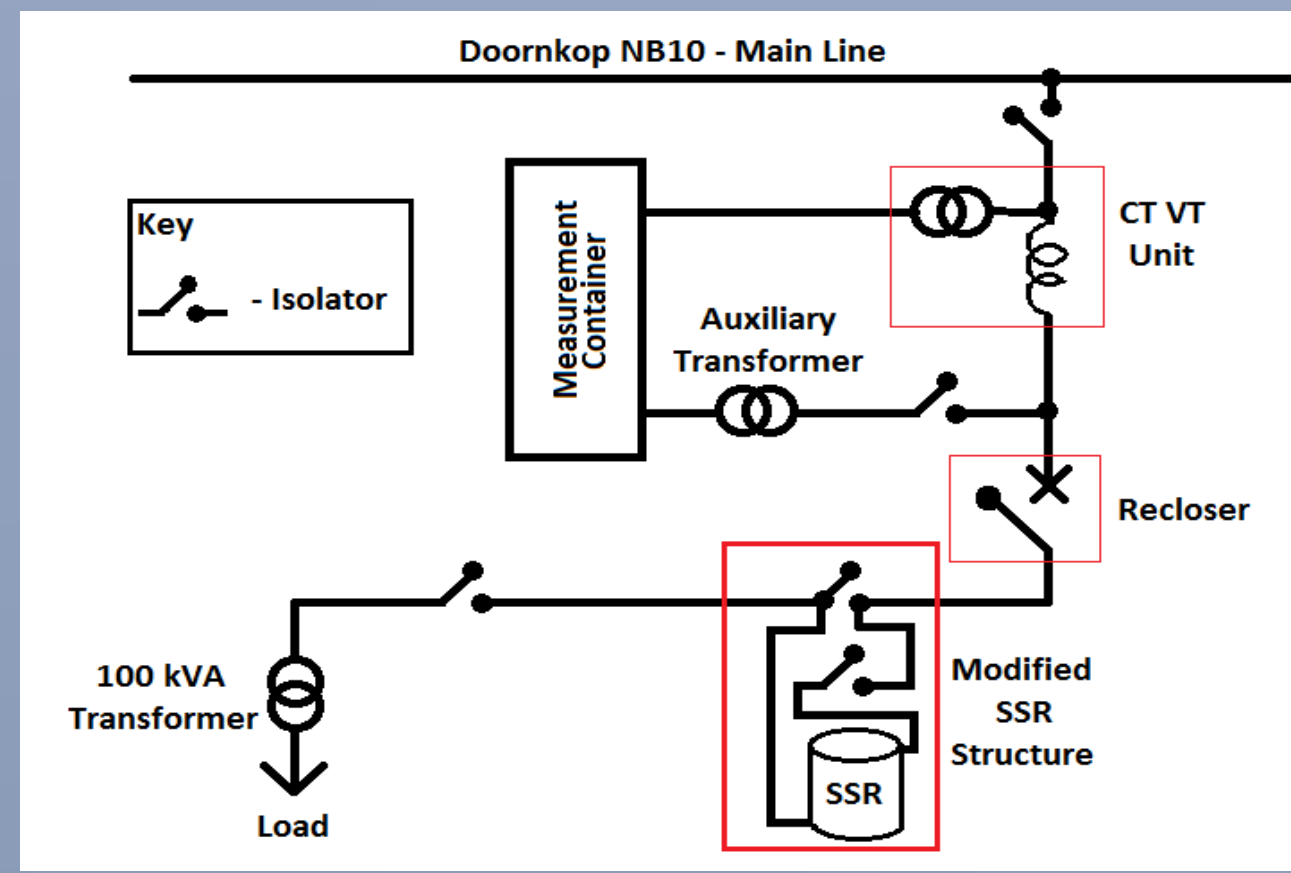 Doornkop NB10 - Main Line
Key
- Isolator
Measurement
Container
CT VT
Unit
Auxiliary
Transformer
Recloser
100 kVA
Transformer
Load
Modified
SSR
Structure
SSR